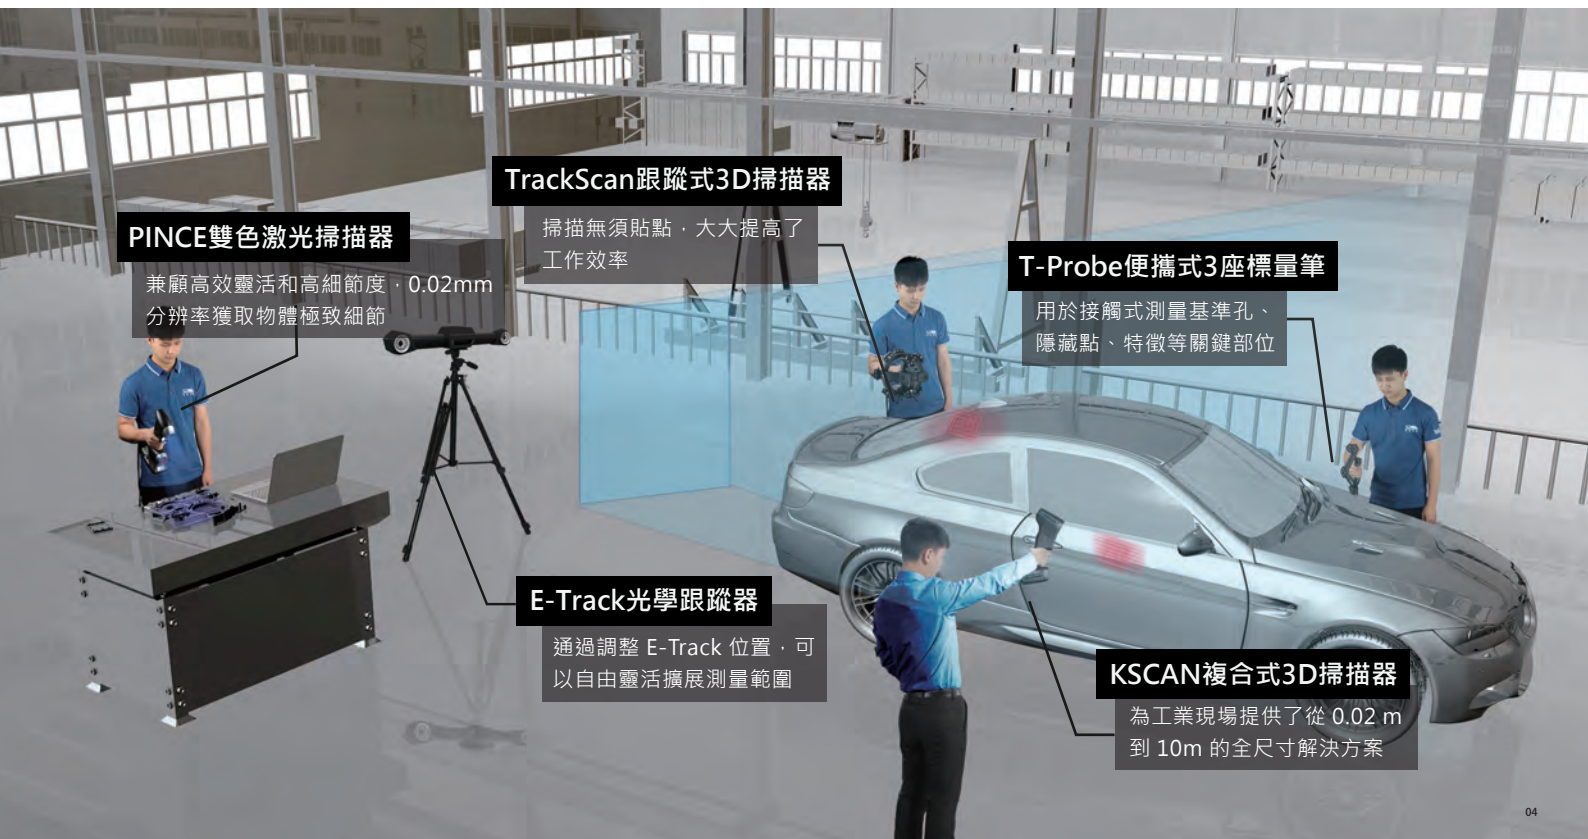 TrackScan跟蹤式3D掃描器
掃描無須貼點，大大提高了
工作效率
PINCE雙色激光掃描器
兼顧高效靈活和高細節度，0.02mm
分辨率獲取物體極致細節
T-Probe便攜式3座標量筆
用於接觸式測量基準孔、
隱藏點、特徵等關鍵部位
E-Track光學跟蹤器
通過調整 E-Track 位置，可
以自由靈活擴展測量範圍
KSCAN複合式3D掃描器
為工業現場提供了從 0.02 m
到 10m 的全尺寸解決方案
04